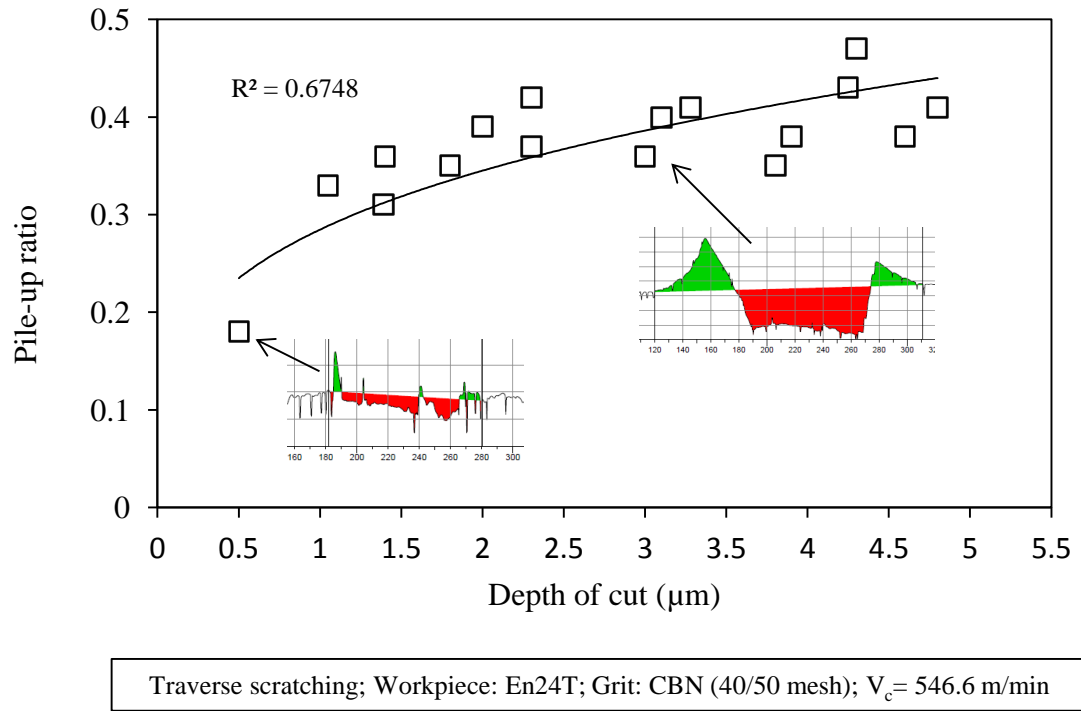 Pile-up ratio
0.5
0.4
0.3
0.2
0.1
0
R² = 0.6748
120 140 160 180 200 220 240 260 280 300 32
160 180 200 220 240 260 280 300
0 0.5 1 1.5 2 2.5 3 3.5 4 4.5 5 5.5
Depth of cut (µm)
Traverse scratching; Workpiece: En24T; Grit: CBN (40/50 mesh); Vc= 546.6 m/min